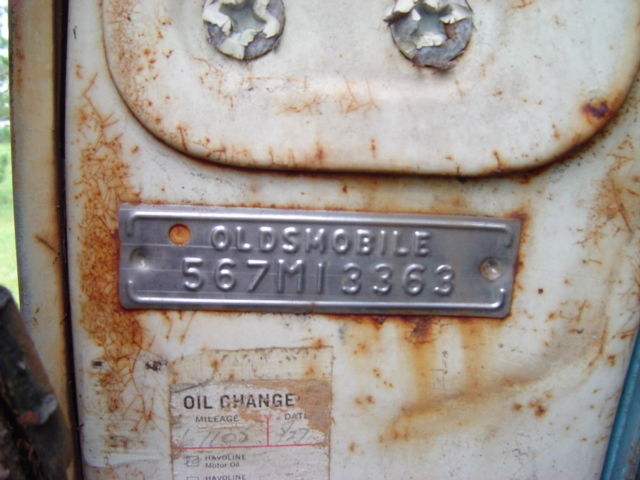 OLDSMOBILE
567M13363
OIL CHANGE
MILEAGE DATE
HAVOLINE
Motor Oil
HAVOLINE